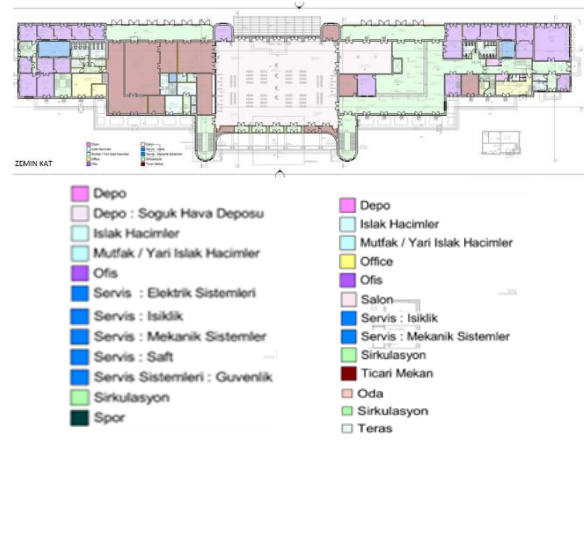 ZEMIN KAT
Depo
Depo : Soguk Hava Deposu
Islak Hacimler
Mutfak / Yari Islak Hacimler
Ofis
Servis : Elektrik Sistemleri
Servis : Isiklik
Servis : Mekanik Sistemler
Servis : Saft
Servis Sistemleri : Guvenlik
Sirkulasyon
Spor
Depo
Islak Hacimler
Mutfak / Yari Islak Hacimler
Office
Ofis
Salon
Servis : Isiklik
Servis : Mekanik Sistemler
Sirkulasyon
Ticari Mekan
Oda
Sirkulasyon
Teras